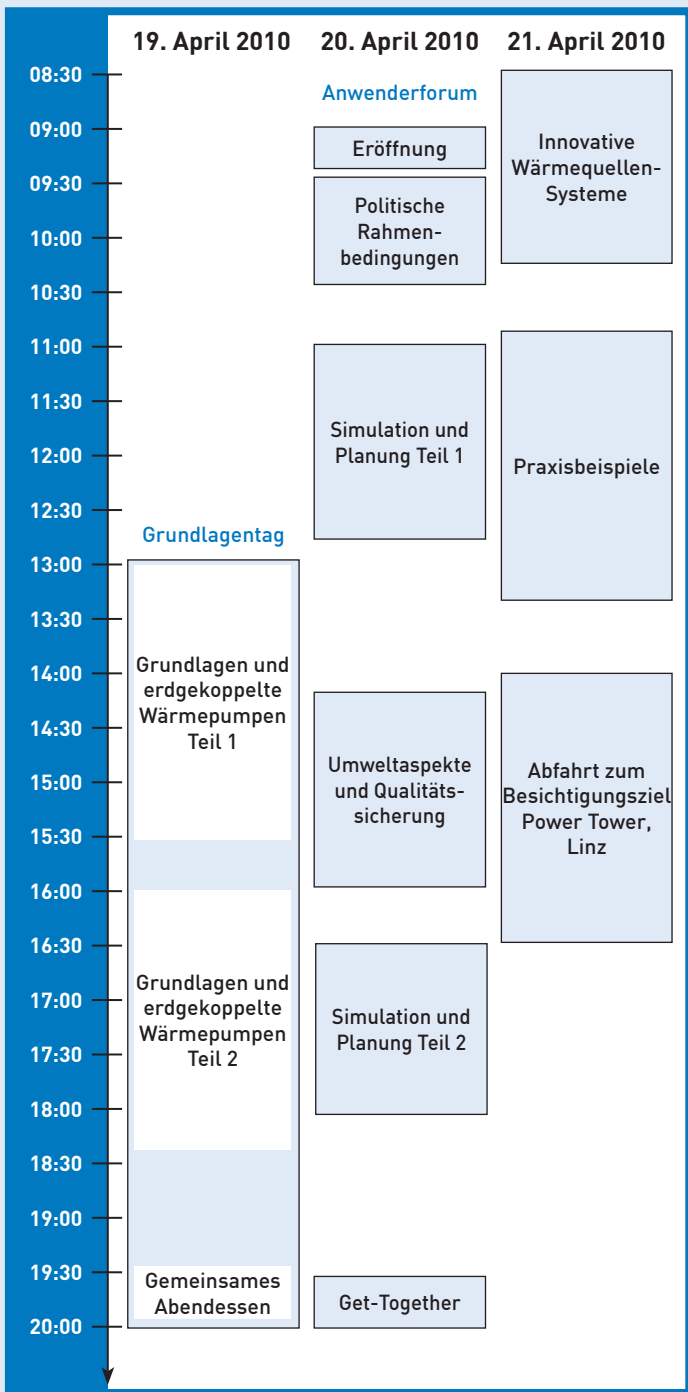 19. April 2010
20. April 2010
21. April 2010
08:30
09:00
09:30
10:00
10:30
11:00
11:30
12:00
12:30
13:00
13:30
14:00
14:30
15:00
15:30
16:00
16:30
17:00
17:30
18:00
18:30
19:00
19:30
20:00
Grundlagentag
Grundlagen und
erdgekoppelte
Wärmepumpen
Teil 1
Grundlagen und
erdgekoppelte
Wärmepumpen
Teil 2
Gemeinsames
Abendessen
Anwenderforum
Eröffnung
Politische
Rahmen-
bedingungen
Simulation und
Planung Teil 1
Umweltaspekte
und Qualitäts-
sicherung
Simulation und
Planung Teil 2
Get-Together
Innovative
Wärmequellen-
Systeme
Praxisbeispiele
Abfahrt zum
Besichtigungsziel
Power Tower,
Linz